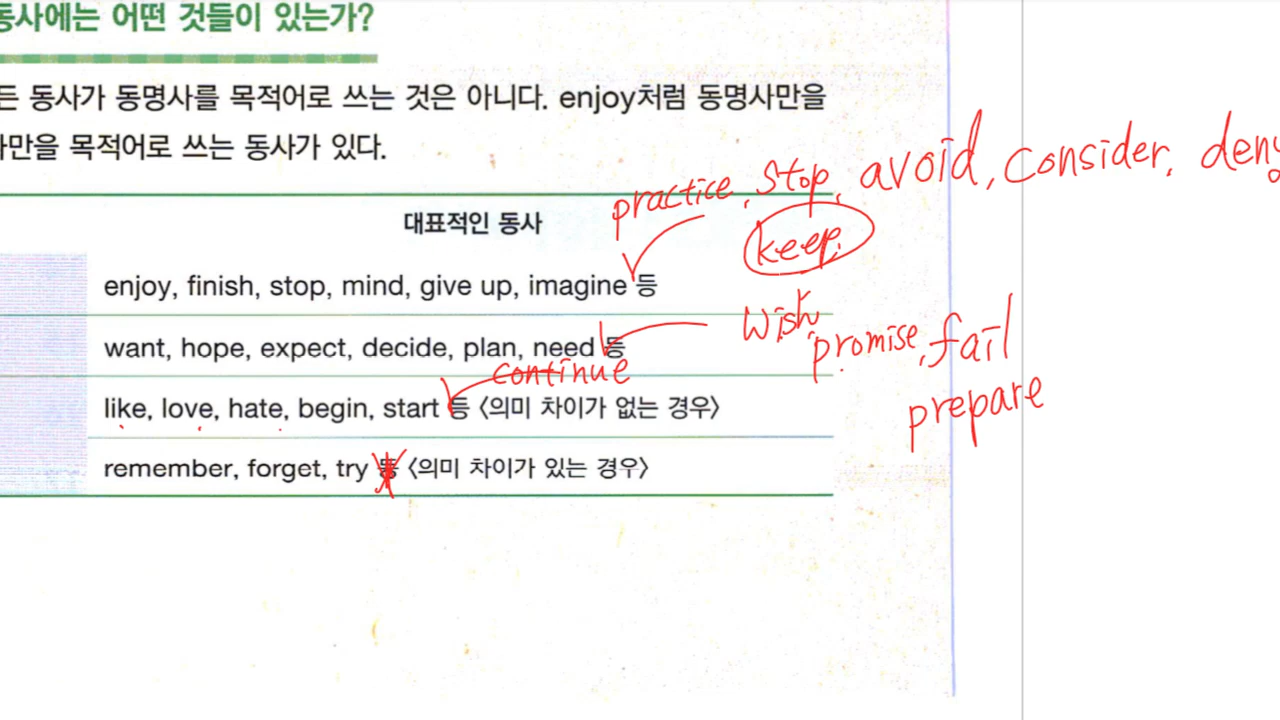 동사에는 어떤 것들이 있는가?
든 동사가 동명사를 목적어로 쓰는 것은 아니다. enjoy처럼 동명사만을
사만을 목적어로 쓰는 동사가 있다.
practice, stop, avoid, consider, deny
keep,
대표적인 동사
enjoy, finish, stop, mind, give up, imagine 등
wish, promise, fail
prepare
want, hope, expect, decide, plan, need 등
continue
like, love, hate, begin, start 등 〈의미 차이가 없는 경우〉
remember, forget, try 등 〈의미 차이가 있는 경우〉